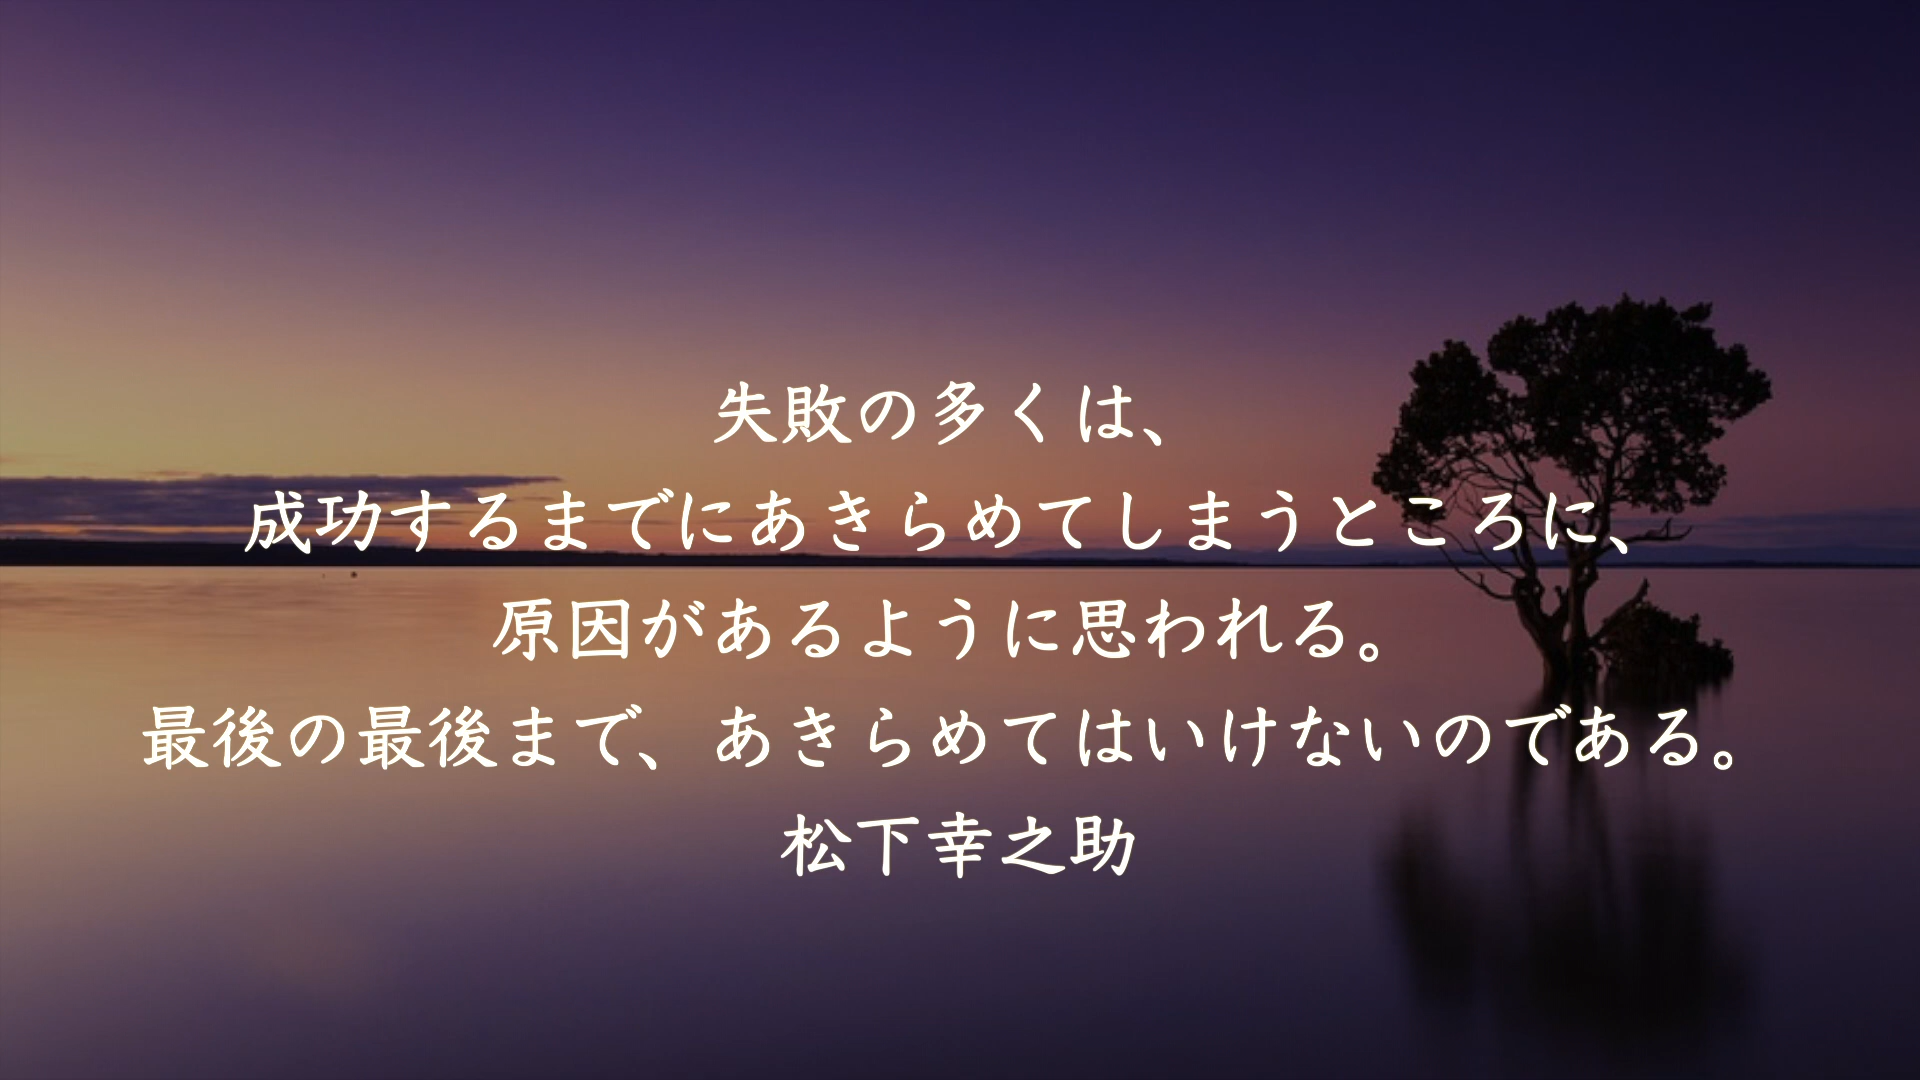 失敗の多くは、
成功するまでにあきらめてしまうところに、
原因があるように思われる。
最後の最後まで、あきらめてはいけないのである。
松下幸之助